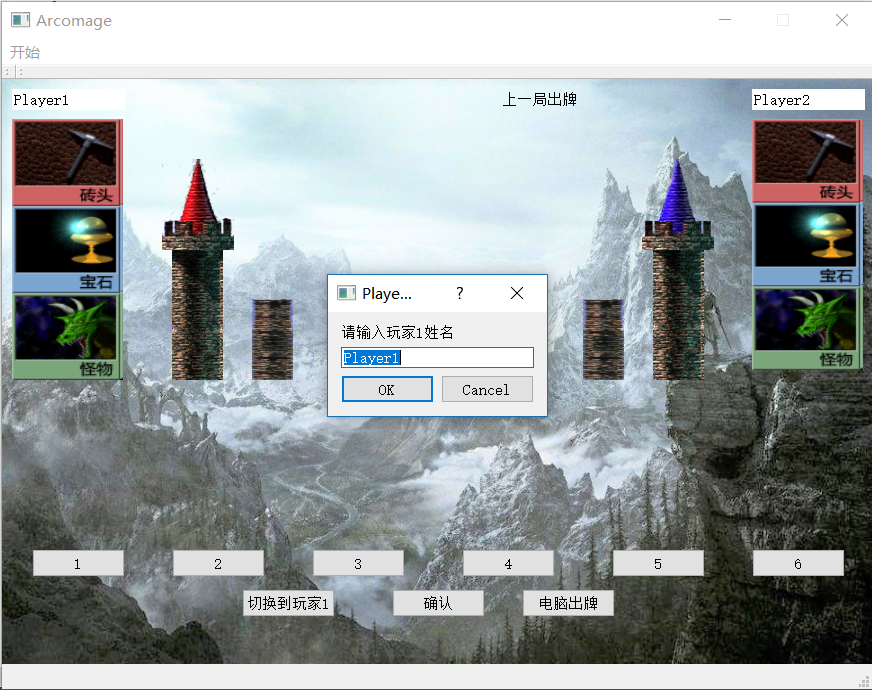 Arcomage
开始
Player1
上一局出牌
Player2
砖头
砖头
宝石
宝石
怪物
怪物
Playe...
?
请输入玩家1姓名
Player1
OK
Cancel
1
2
3
4
5
6
切换到玩家1
确认
电脑出牌